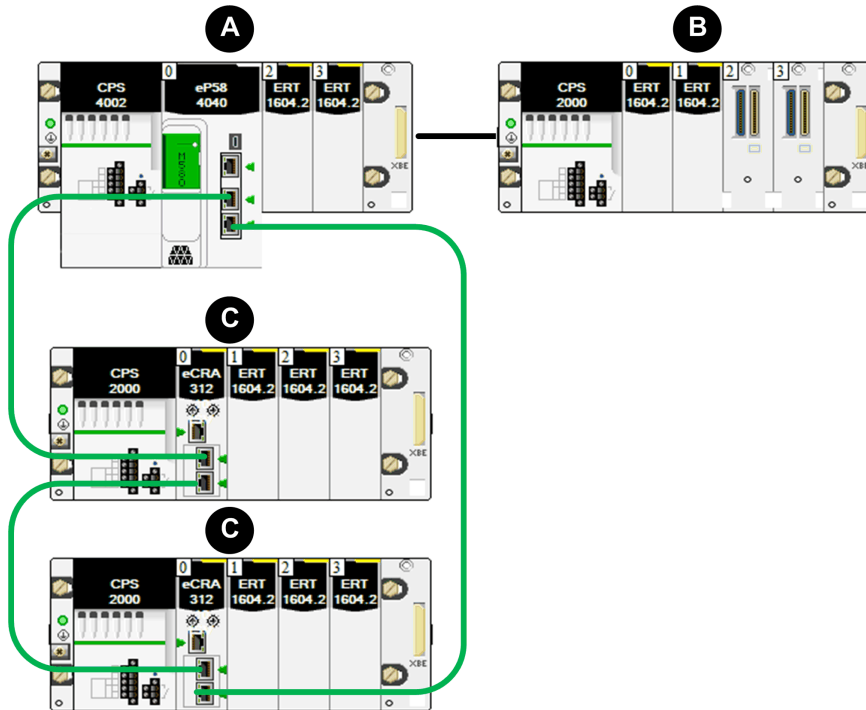 A
B
0
2
3
CPS
4002
eP58
4040
ERT
1604.2
ERT
1604.2
0
1
2
3
CPS
2000
ERT
1604.2
ERT
1604.2
XBE
XBE
C
0
1
2
3
CPS
2000
eCRA
312
ERT
1604.2
ERT
1604.2
ERT
1604.2
XBE
C
0
1
2
3
CPS
2000
eCRA
312
ERT
1604.2
ERT
1604.2
ERT
1604.2
XBE